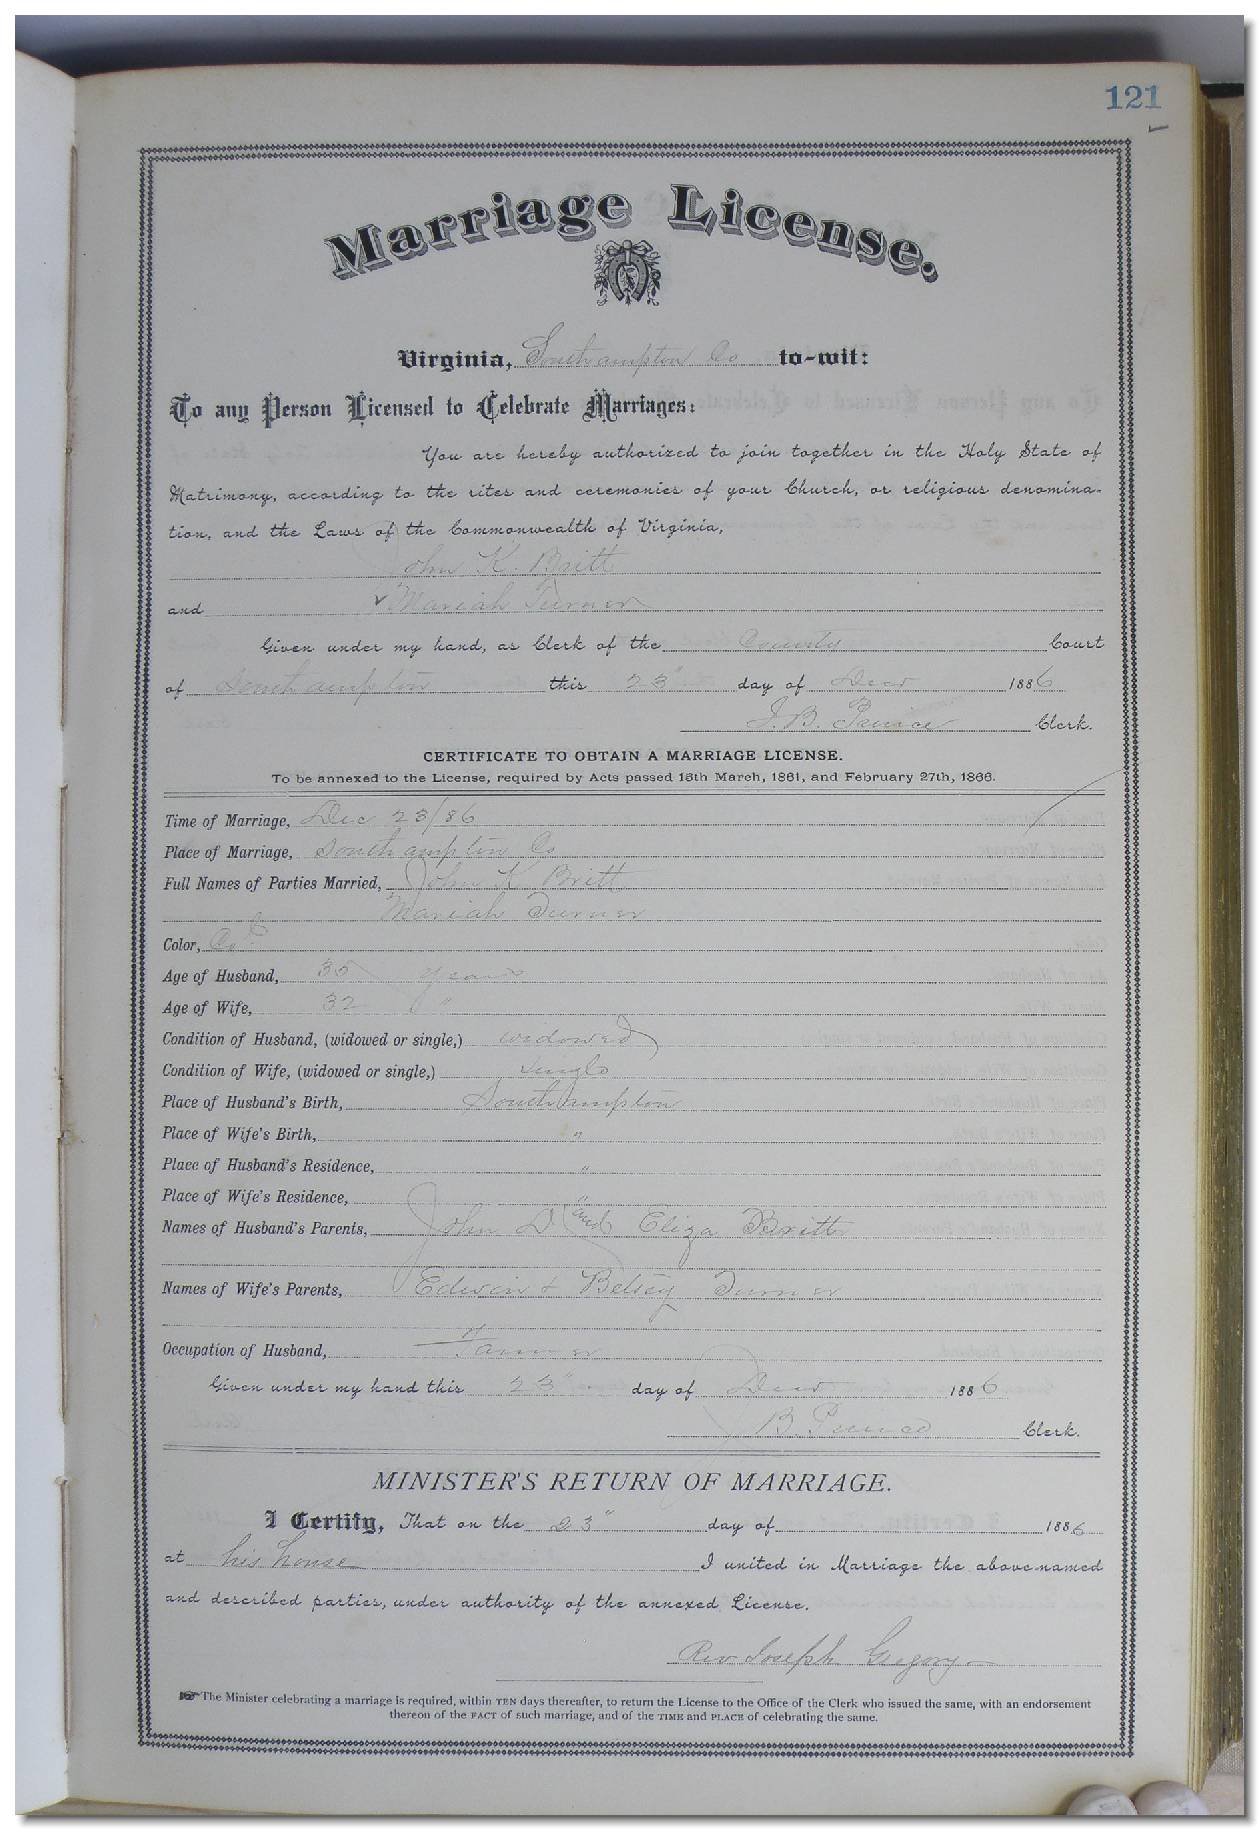 121
Marriage License.
Virginia, Southampton Co to-wit:
To any Person Licensed to Celebrate Marriages:
You are hereby authorized to join together in the Holy State of
Matrimony, according to the rites and ceremonies of your Church, or religious denomina-
tion, and the Laws of the Commonwealth of Virginia,
John K. Britt
and Mariah Turner
Given under my hand, as Clerk of the County Court
of Southampton this 23" day of Decr 1886
J. B. Prince Clerk.
CERTIFICATE TO OBTAIN A MARRIAGE LICENSE.
To be annexed to the License, required by Acts passed 15th March, 1861, and February 27th, 1866.
Time of Marriage, Dec 23/86
Place of Marriage, Southampton Co
Full Names of Parties Married, John K Britt
Mariah Turner
Color, Cod
Age of Husband, 35 years
Age of Wife, 32 "
Condition of Husband, (widowed or single,) widowed
Condition of Wife, (widowed or single,) Single
Place of Husband's Birth, Southampton
Place of Wife's Birth, "
Place of Husband's Residence, "
Place of Wife's Residence, "
Names of Husband's Parents, John D and Eliza Britt
Names of Wife's Parents, Edwin & Betsey Turner
Occupation of Husband, Farmer
Given under my hand this 23" day of Decr 1886
B. Prince Clerk.
MINISTER'S RETURN OF MARRIAGE.
I Certify, That on the 23" day of 1886
at his house I united in Marriage the above-named
and described parties, under authority of the annexed License.
Rev Joseph Gregory
The Minister celebrating a marriage is required, within TEN days thereafter, to return the License to the Office of the Clerk who issued the same, with an endorsement
thereon of the FACT of such marriage, and of the TIME and PLACE of celebrating the same.